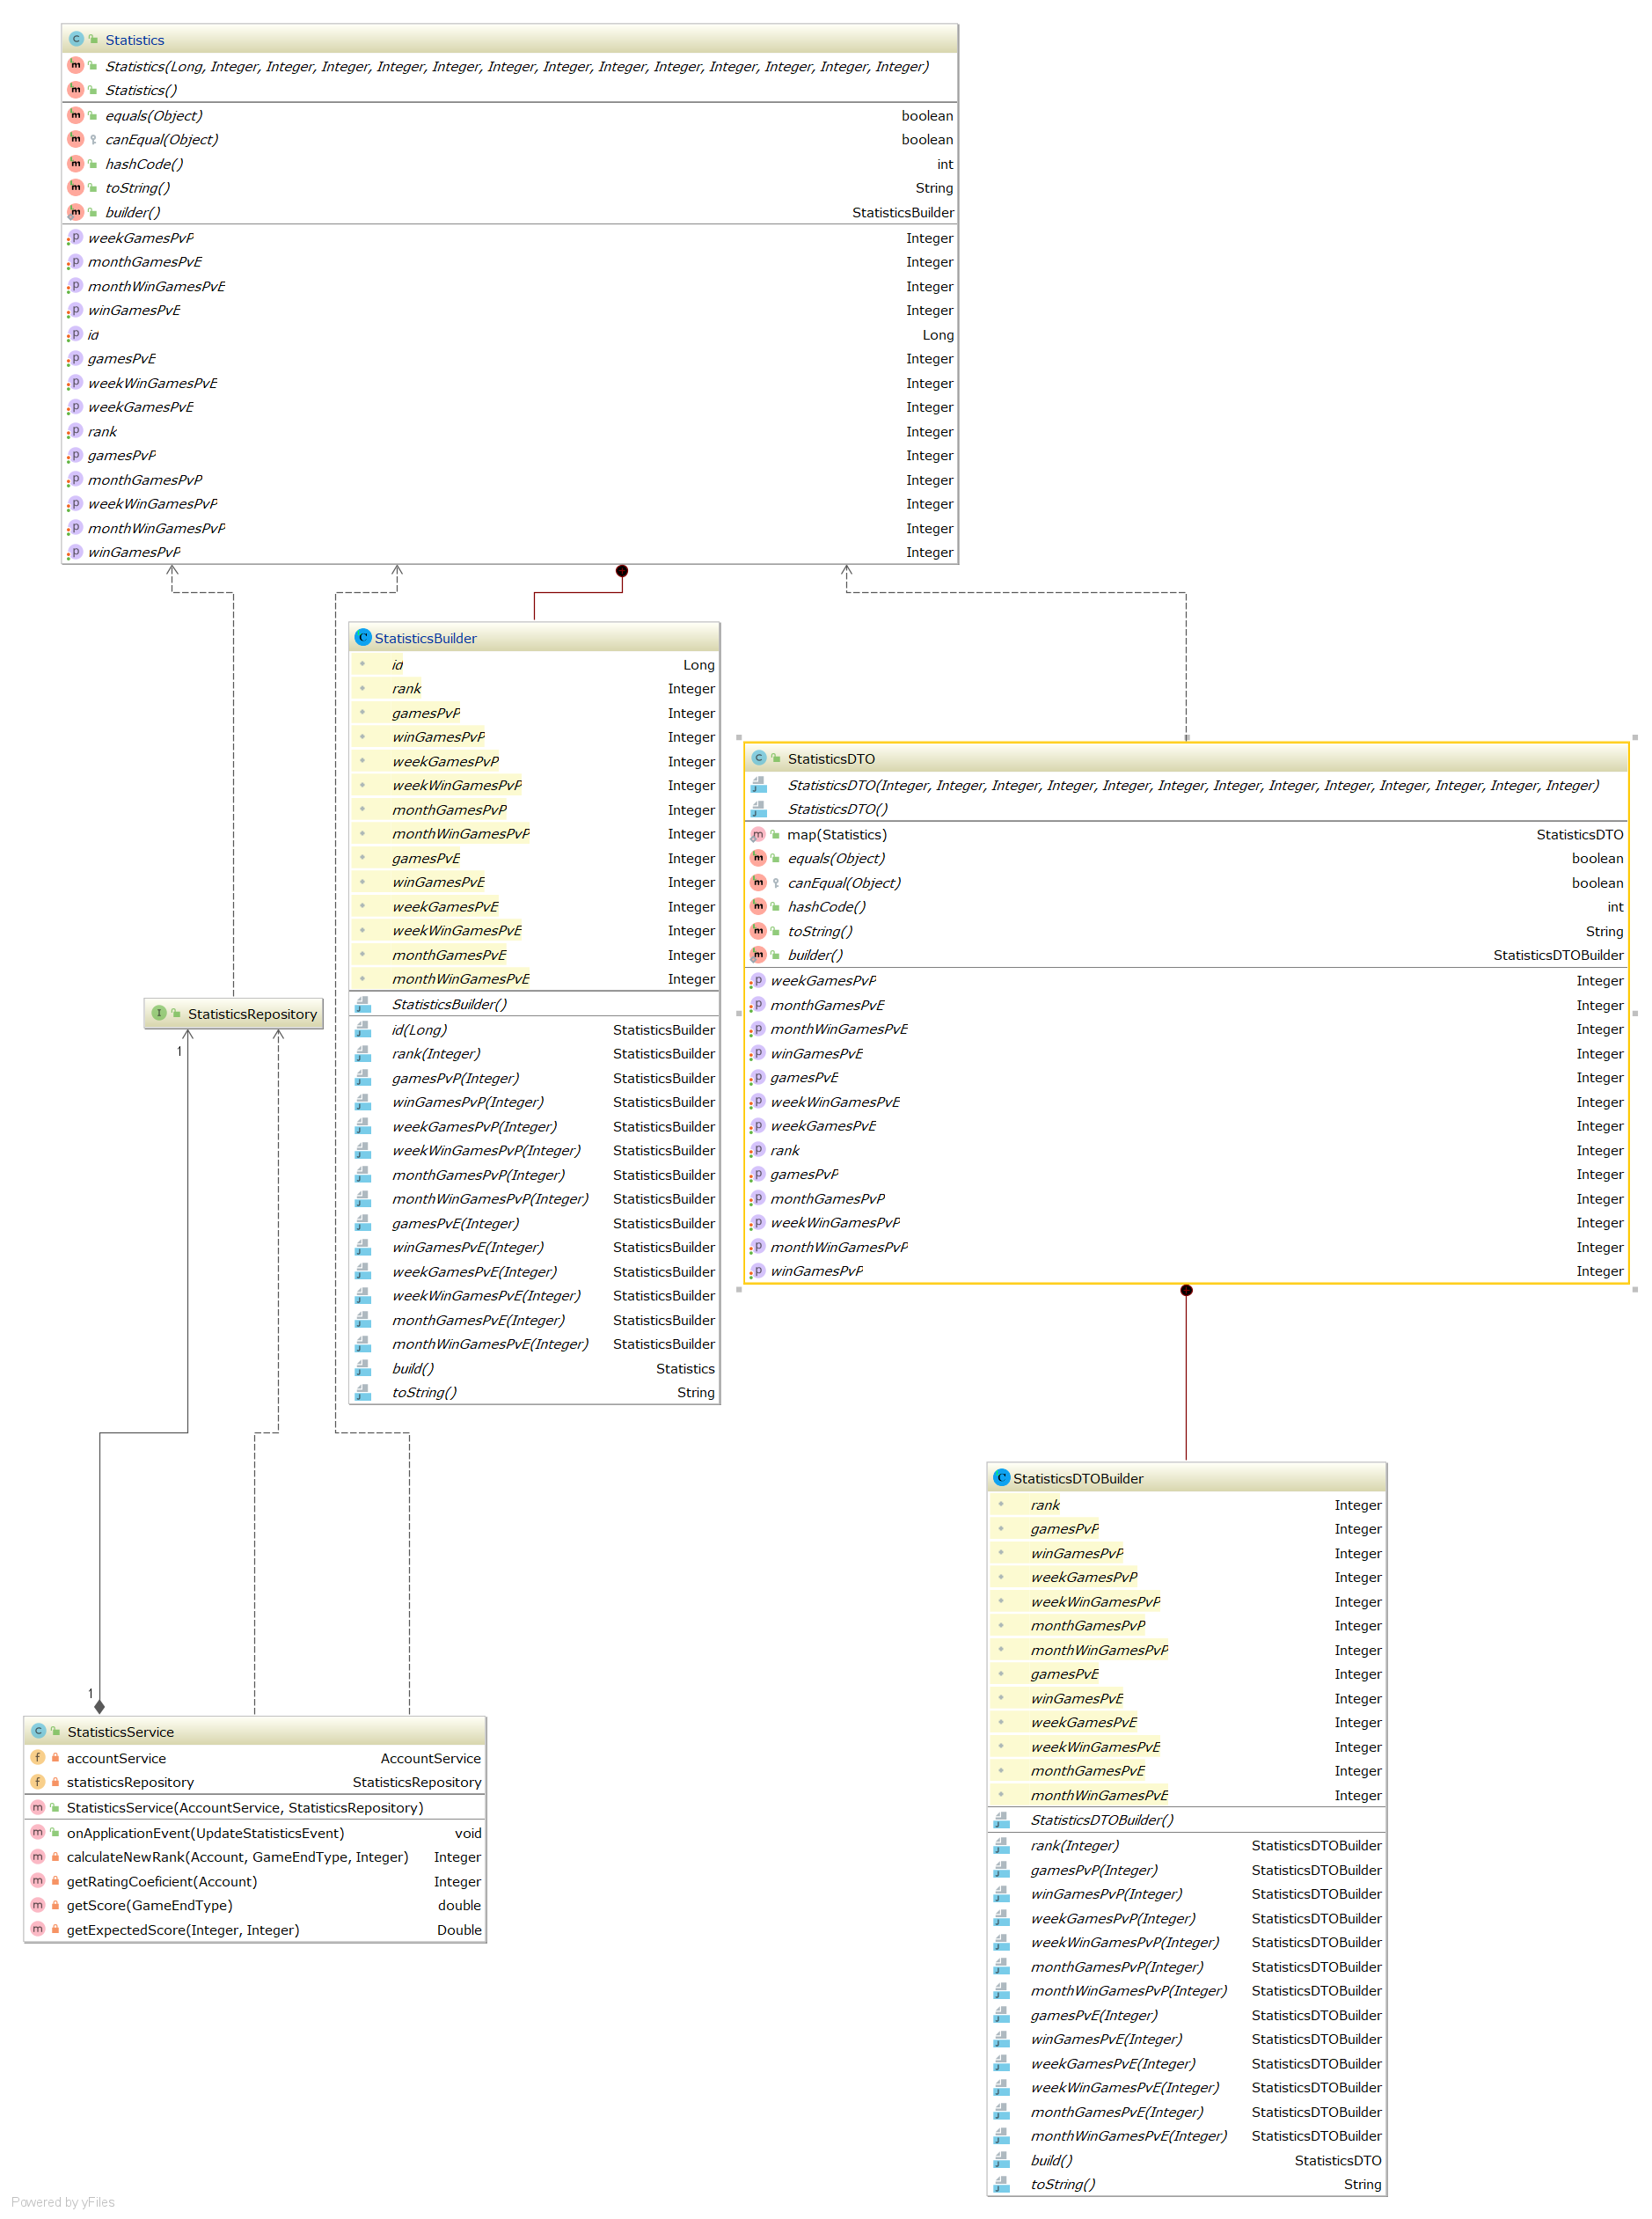 Statistics
Statistics(Long, Integer, Integer, Integer, Integer, Integer, Integer, Integer, Integer, Integer, Integer, Integer, Integer, Integer)
Statistics()
equals(Object) boolean
canEqual(Object) boolean
hashCode() int
toString() String
builder() StatisticsBuilder
weekGamesPvP Integer
monthGamesPvE Integer
monthWinGamesPvE Integer
winGamesPvE Integer
id Long
gamesPvE Integer
weekWinGamesPvE Integer
weekGamesPvE Integer
rank Integer
gamesPvP Integer
monthGamesPvP Integer
weekWinGamesPvP Integer
monthWinGamesPvP Integer
winGamesPvP Integer
StatisticsBuilder
id Long
rank Integer
gamesPvP Integer
winGamesPvP Integer
weekGamesPvP Integer
weekWinGamesPvP Integer
monthGamesPvP Integer
monthWinGamesPvP Integer
gamesPvE Integer
winGamesPvE Integer
weekGamesPvE Integer
weekWinGamesPvE Integer
monthGamesPvE Integer
monthWinGamesPvE Integer
StatisticsBuilder()
id(Long) StatisticsBuilder
rank(Integer) StatisticsBuilder
gamesPvP(Integer) StatisticsBuilder
winGamesPvP(Integer) StatisticsBuilder
weekGamesPvP(Integer) StatisticsBuilder
weekWinGamesPvP(Integer) StatisticsBuilder
monthGamesPvP(Integer) StatisticsBuilder
monthWinGamesPvP(Integer) StatisticsBuilder
gamesPvE(Integer) StatisticsBuilder
winGamesPvE(Integer) StatisticsBuilder
weekGamesPvE(Integer) StatisticsBuilder
weekWinGamesPvE(Integer) StatisticsBuilder
monthGamesPvE(Integer) StatisticsBuilder
monthWinGamesPvE(Integer) StatisticsBuilder
build() Statistics
toString() String
StatisticsDTO
StatisticsDTO(Integer, Integer, Integer, Integer, Integer, Integer, Integer, Integer, Integer, Integer, Integer, Integer, Integer)
StatisticsDTO()
map(Statistics) StatisticsDTO
equals(Object) boolean
canEqual(Object) boolean
hashCode() int
toString() String
builder() StatisticsDTOBuilder
weekGamesPvP Integer
monthGamesPvE Integer
monthWinGamesPvE Integer
winGamesPvE Integer
gamesPvE Integer
weekWinGamesPvE Integer
weekGamesPvE Integer
rank Integer
gamesPvP Integer
monthGamesPvP Integer
weekWinGamesPvP Integer
monthWinGamesPvP Integer
winGamesPvP Integer
StatisticsRepository
1
1
StatisticsService
accountService AccountService
statisticsRepository StatisticsRepository
StatisticsService(AccountService, StatisticsRepository)
onApplicationEvent(UpdateStatisticsEvent) void
calculateNewRank(Account, GameEndType, Integer) Integer
getRatingCoeficient(Account) Integer
getScore(GameEndType) double
getExpectedScore(Integer, Integer) Double
StatisticsDTOBuilder
rank Integer
gamesPvP Integer
winGamesPvP Integer
weekGamesPvP Integer
weekWinGamesPvP Integer
monthGamesPvP Integer
monthWinGamesPvP Integer
gamesPvE Integer
winGamesPvE Integer
weekGamesPvE Integer
weekWinGamesPvE Integer
monthGamesPvE Integer
monthWinGamesPvE Integer
StatisticsDTOBuilder()
rank(Integer) StatisticsDTOBuilder
gamesPvP(Integer) StatisticsDTOBuilder
winGamesPvP(Integer) StatisticsDTOBuilder
weekGamesPvP(Integer) StatisticsDTOBuilder
weekWinGamesPvP(Integer) StatisticsDTOBuilder
monthGamesPvP(Integer) StatisticsDTOBuilder
monthWinGamesPvP(Integer) StatisticsDTOBuilder
gamesPvE(Integer) StatisticsDTOBuilder
winGamesPvE(Integer) StatisticsDTOBuilder
weekGamesPvE(Integer) StatisticsDTOBuilder
weekWinGamesPvE(Integer) StatisticsDTOBuilder
monthGamesPvE(Integer) StatisticsDTOBuilder
monthWinGamesPvE(Integer) StatisticsDTOBuilder
build() StatisticsDTO
toString() String
Powered by yFiles